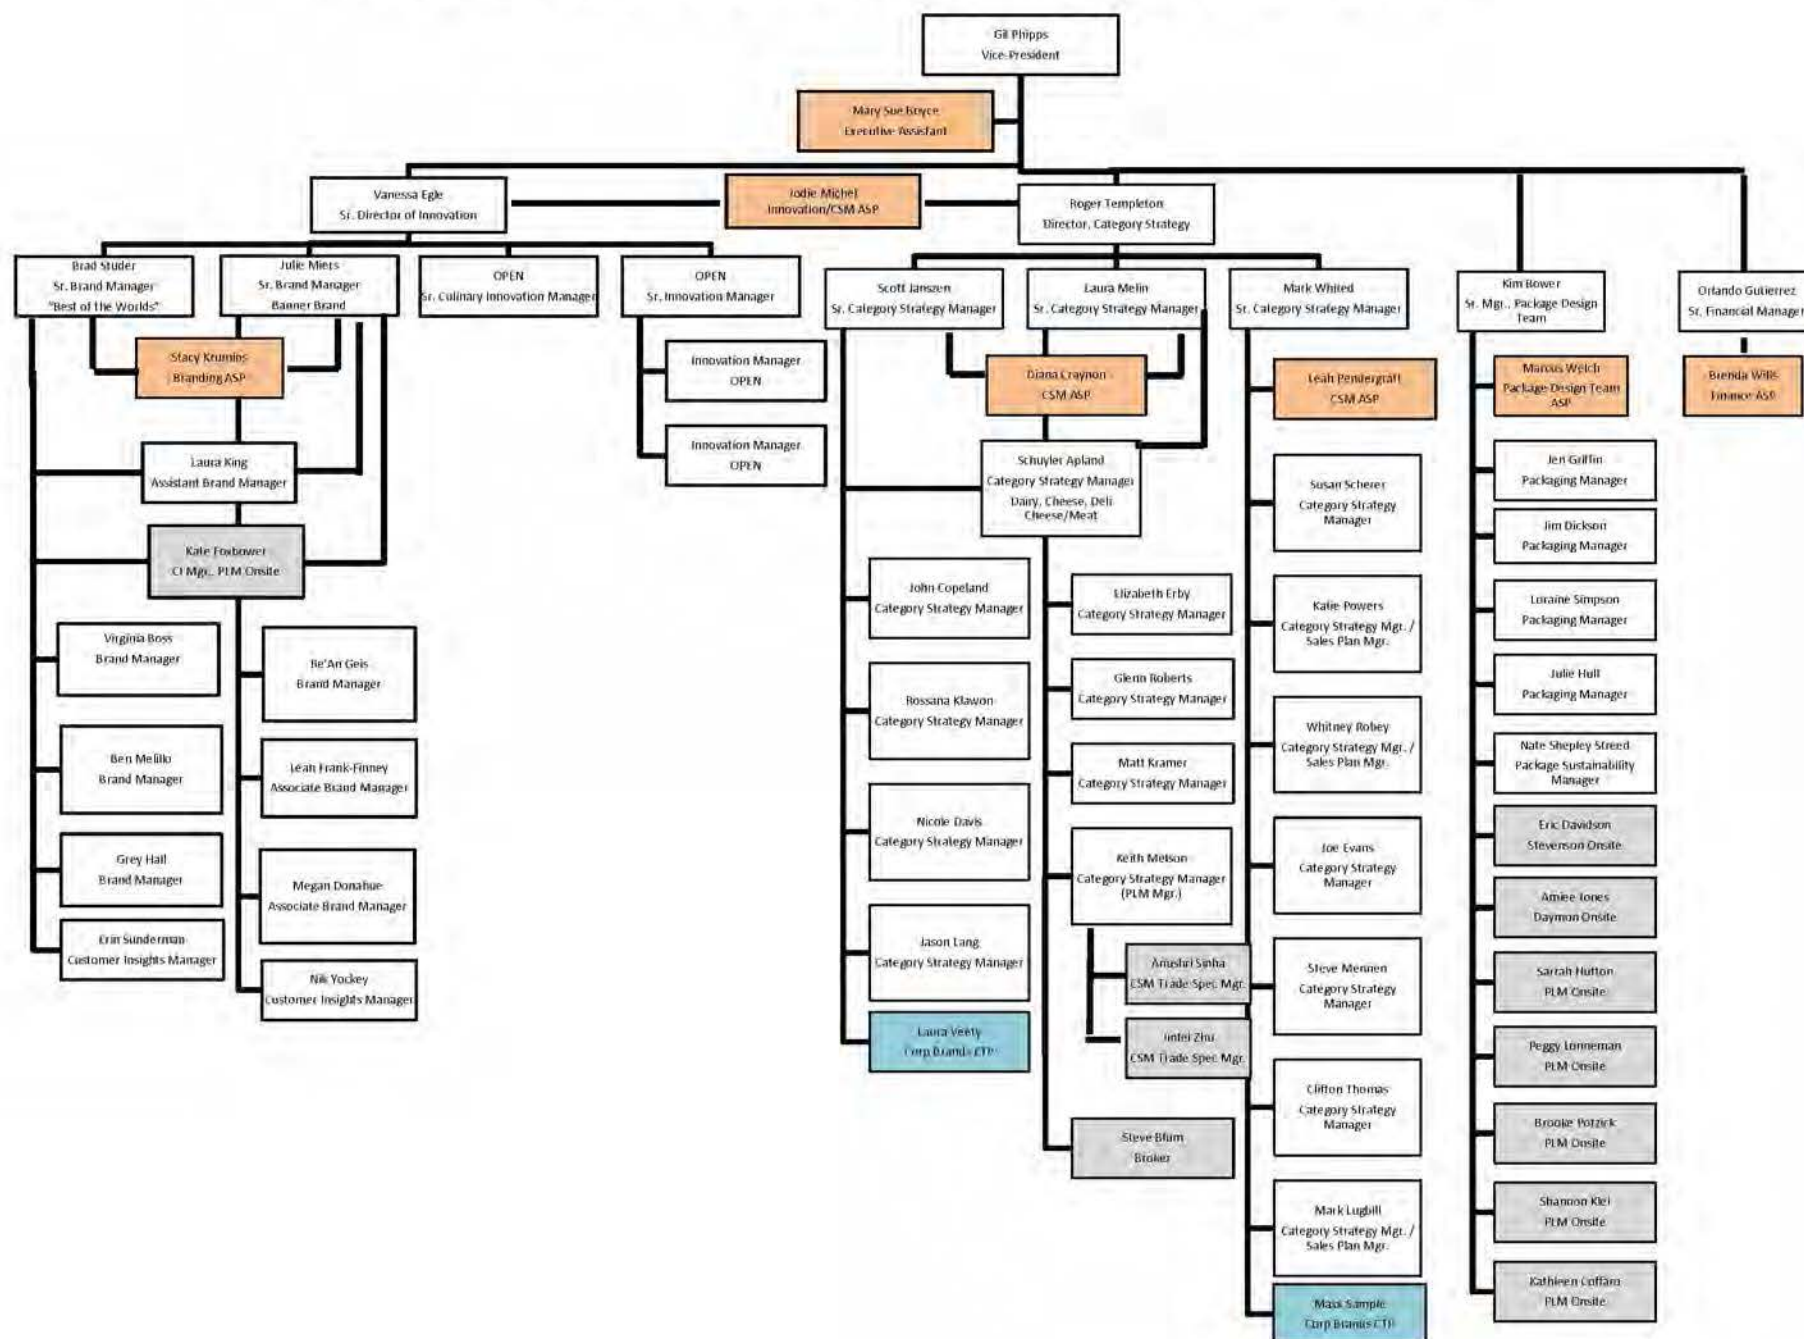 Gil Phipps
Vice-President
Mary Sue Boyce
Executive Assistant
Vanessa Egle
Sr. Director of Innovation
Jodie Michel
Innovation/CSM ASP
Roger Templeton
Director, Category Strategy
Brad Studer
Sr. Brand Manager
"Best of the Worlds"
Julie Miers
Sr. Brand Manager
Banner Brand
OPEN
Sr. Culinary Innovation Manager
OPEN
Sr. Innovation Manager
Scott Janszen
Sr. Category Strategy Manager
Laura Melin
Sr. Category Strategy Manager
Mark Whited
Sr. Category Strategy Manager
Kim Bower
Sr. Mgr., Package Design
Team
Orlando Gutierrez
Sr. Financial Manager
Stacy Krumins
Branding ASP
Innovation Manager
OPEN
Innovation Manager
OPEN
Diana Craynon
CSM ASP
Leah Pendergraft
CSM ASP
Marcus Welch
Package Design Team
ASP
Brenda Wills
Finance ASP
Laura King
Assistant Brand Manager
Kate Foxbower
CI Mgr., PLM Onsite
Schuyler Apland
Category Strategy Manager
Dairy, Cheese, Deli
Cheese/Meat
Virginia Boss
Brand Manager
Ben Melillo
Brand Manager
Grey Hall
Brand Manager
Erin Sunderman
Customer Insights Manager
Re'An Geis
Brand Manager
Leah Frank-Finney
Associate Brand Manager
Megan Donahue
Associate Brand Manager
Nik Yockey
Customer Insights Manager
John Copeland
Category Strategy Manager
Rossana Klawon
Category Strategy Manager
Nicole Davis
Category Strategy Manager
Jason Lang
Category Strategy Manager
Laura Veety
Corp Brands CTP
Elizabeth Erby
Category Strategy Manager
Glenn Roberts
Category Strategy Manager
Matt Kramer
Category Strategy Manager
Keith Melson
Category Strategy Manager
(PLM Mgr.)
Anushri Sinha
CSM Trade Spec Mgr.
Zhu
CSM Trade Spec Mgr.
Steve Blum
Broker
Susan Scherer
Category Strategy
Manager
Katie Powers
Category Strategy Mgr. /
Sales Plan Mgr.
Whitney Robey
Category Strategy Mgr. /
Sales Plan Mgr.
Joe Evans
Category Strategy
Manager
Steve Mennen
Category Strategy
Manager
Clifton Thomas
Category Strategy
Manager
Mark Lugbill
Category Strategy Mgr. /
Sales Plan Mgr.
Maxx Sample
Corp Brands CTP
Jen Griffin
Packaging Manager
Jim Dickson
Packaging Manager
Loraine Simpson
Packaging Manager
Julie Hull
Packaging Manager
Nate Shepley Streed
Package Sustainability
Manager
Eric Davidson
Stevenson Onsite
Amiee Jones
Daymon Onsite
Sarrah Hutton
PLM Onsite
Peggy Lonneman
PLM Onsite
Brooke Potzick
PLM Onsite
Shannon Klei
PLM Onsite
Kathleen Coffaro
PLM Onsite